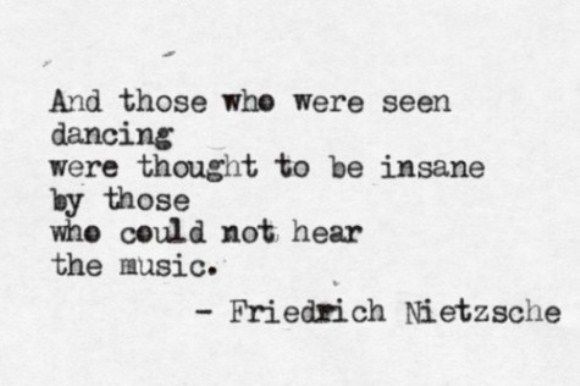 And those who were seen
dancing
were thought to be insane
by those
who could not hear
the music.
- Friedrich Nietzsche